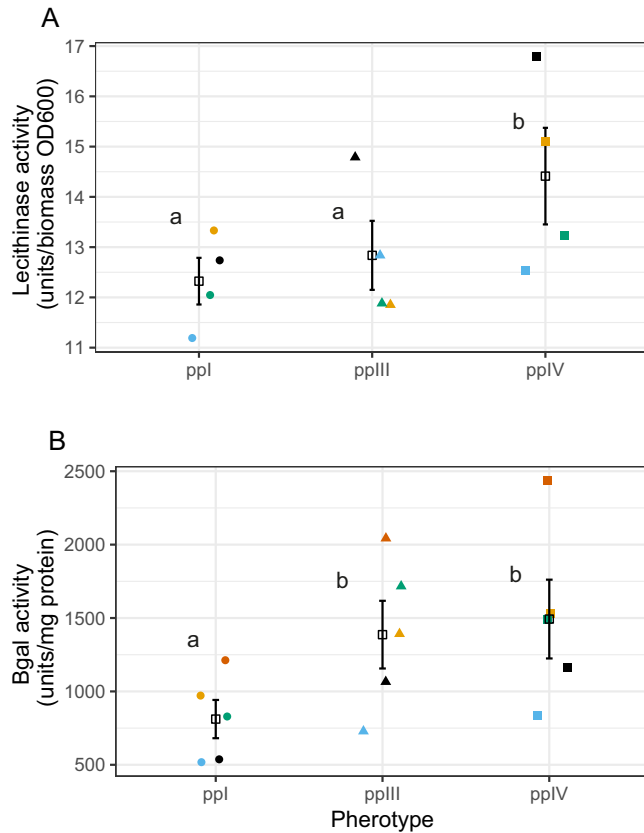 A
Lecithinase activity
(units/biomass OD600)
17
16
15
14
13
12
11
a
a
b
ppI
ppIII
ppIV
B
Bgal activity
(units/mg protein)
2500
2000
1500
1000
500
a
b
b
ppI
ppIII
ppIV
Pherotype